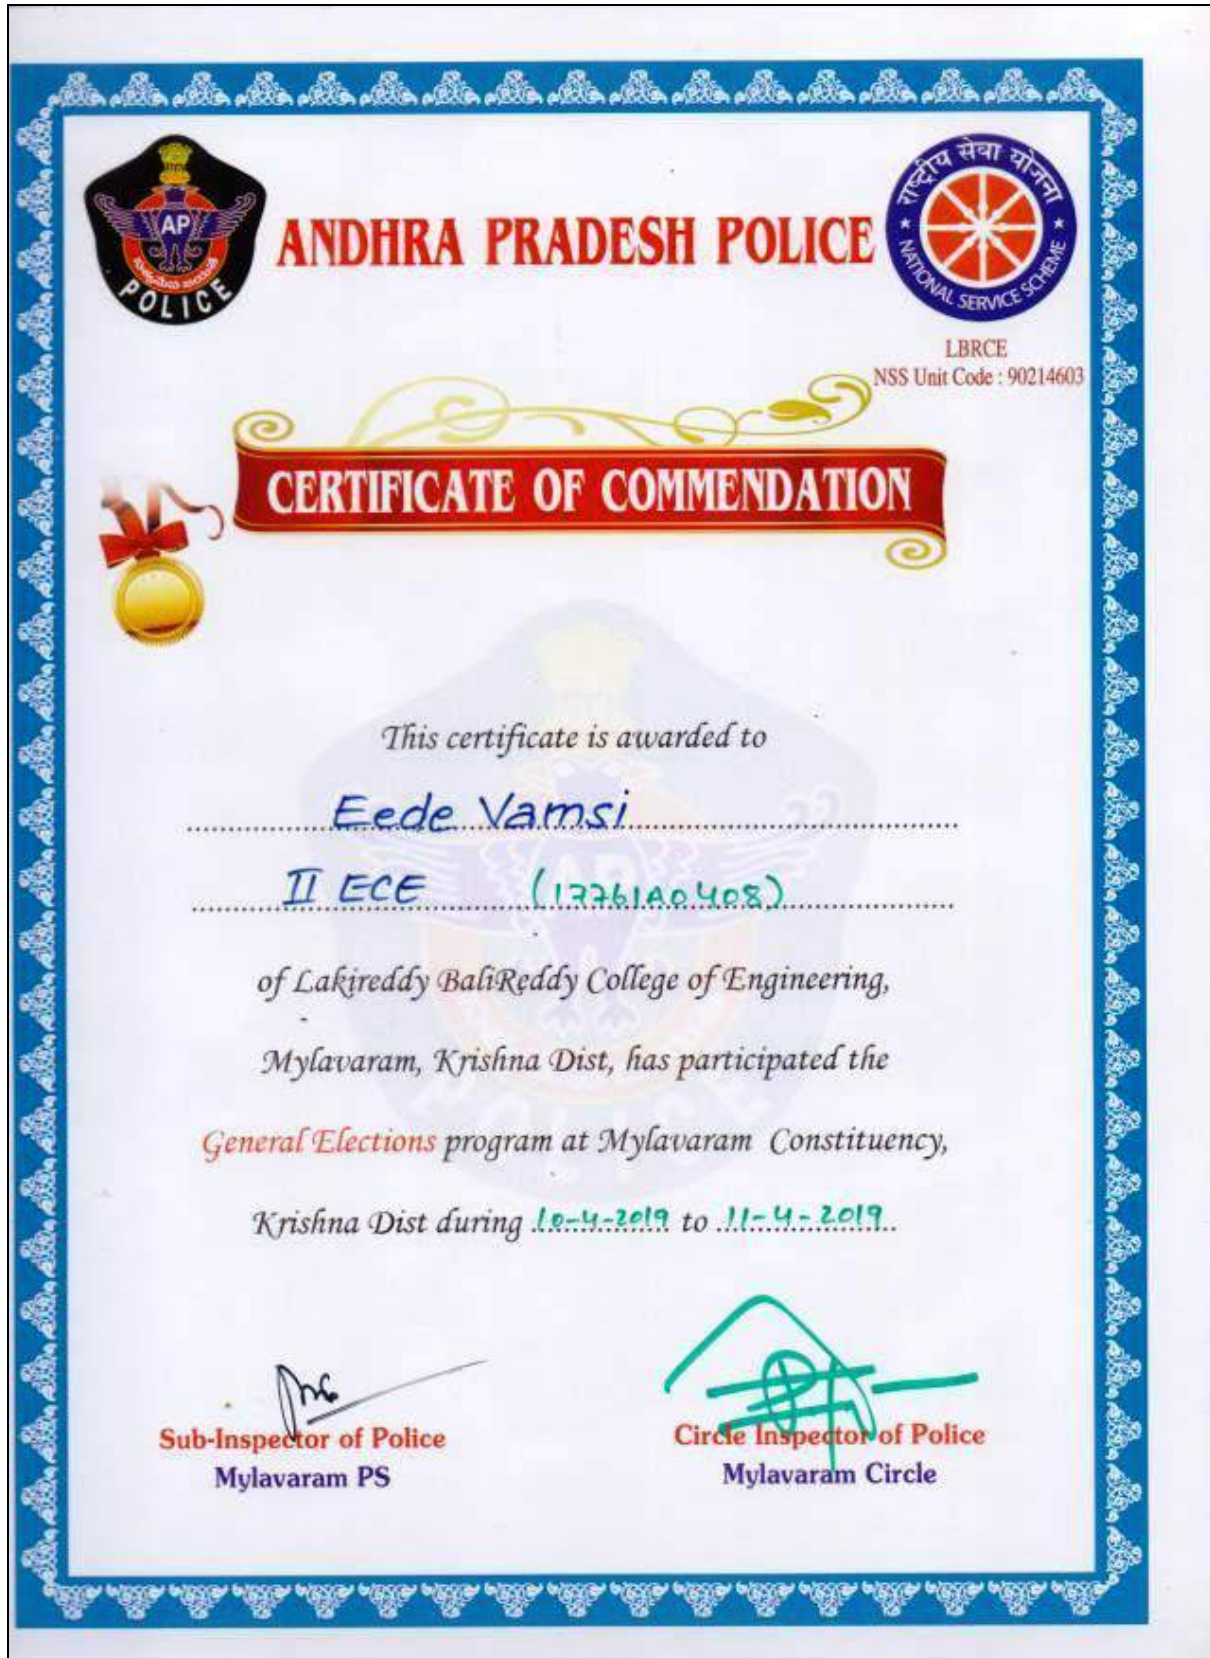 AP
POLICE
ANDHRA PRADESH POLICE
राष्ट्रीय सेवा योजना
NATIONAL SERVICE SCHEME
LBRCE
NSS Unit Code : 90214603
CERTIFICATE OF COMMENDATION
This certificate is awarded to
Eede Vamsi
II ECE (17761A0408)
of Lakireddy BaliReddy College of Engineering,
Mylavaram, Krishna Dist, has participated the
General Elections program at Mylavaram Constituency,
Krishna Dist during 10-4-2019 to 11-4-2019
Sub-Inspector of Police
Mylavaram PS
Circle Inspector of Police
Mylavaram Circle